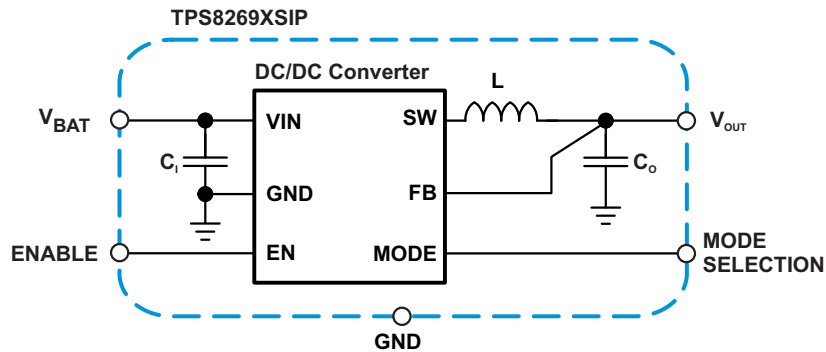 TPS8269XSIP
DC/DC Converter
L
VBAT
VIN
SW
VOUT
CI
CO
GND
FB
ENABLE
EN
MODE
MODE
SELECTION
GND